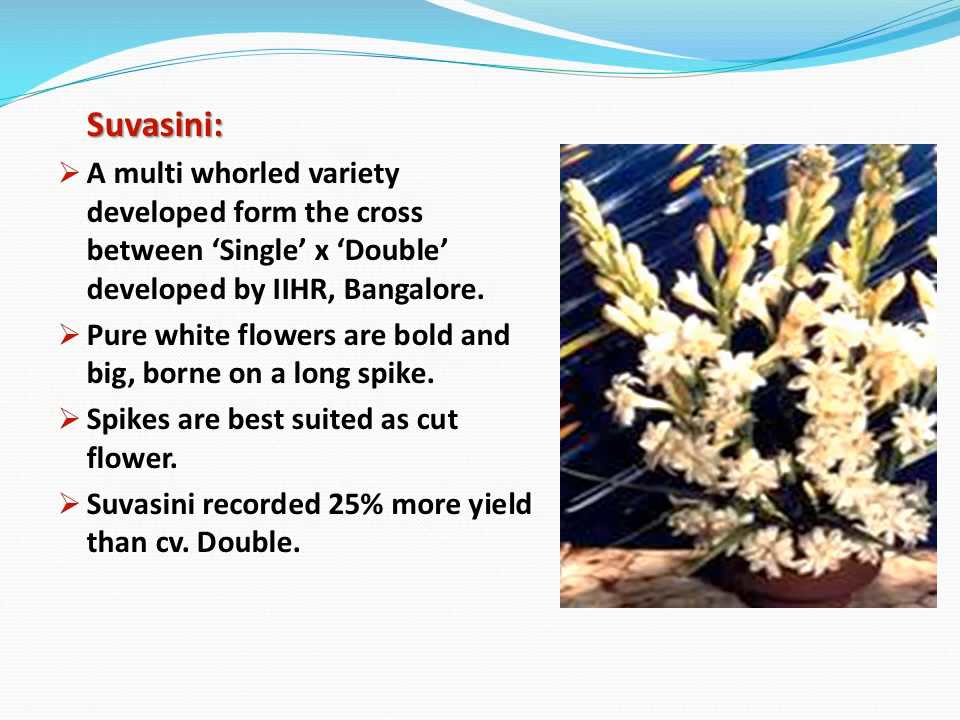 Suvasini:
➢ A multi whorled variety
developed form the cross
between ‘Single’ x ‘Double’
developed by IIHR, Bangalore.
➢ Pure white flowers are bold and
big, borne on a long spike.
➢ Spikes are best suited as cut
flower.
➢ Suvasini recorded 25% more yield
than cv. Double.